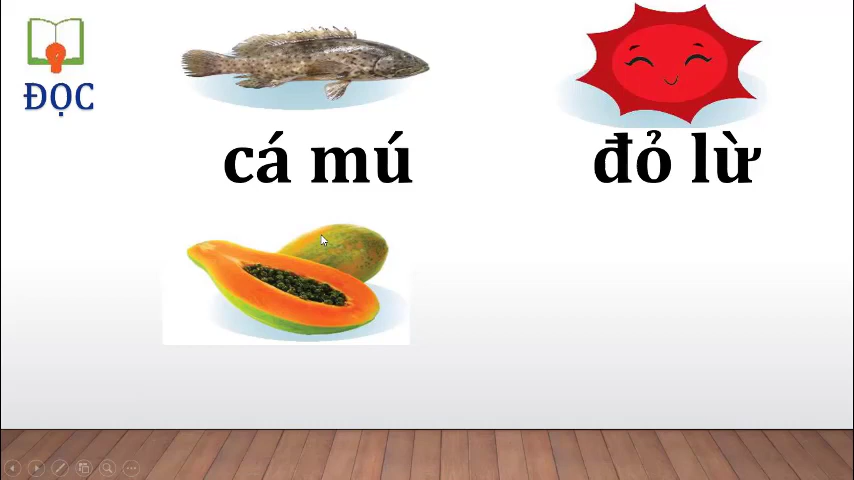 ĐỌC
cá mú
đỏ lừ